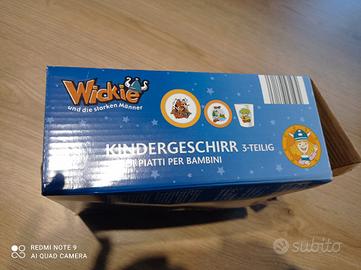 Wickie
und die starken Männer
KINDERGESCHIRR 3-TEILIG
PIATTI PER BAMBINI
REDMI NOTE 9
AI QUAD CAMERA
subito